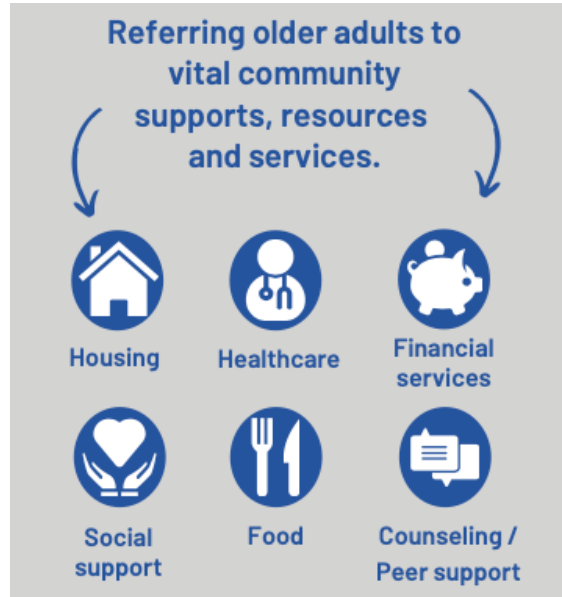 Referring older adults to
vital community
supports, resources
and services.
Housing
Healthcare
Financial
services
Social
support
Food
Counseling /
Peer support